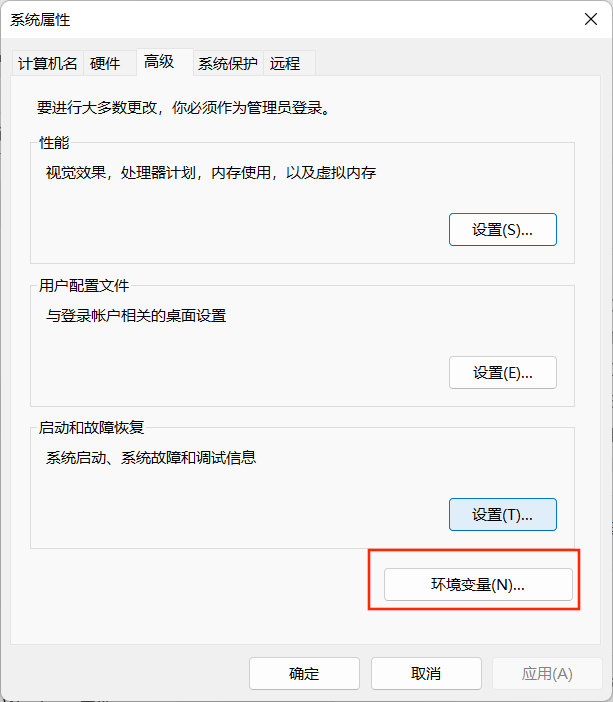 系统属性
计算机名 硬件 高级 系统保护 远程
要进行大多数更改，你必须作为管理员登录。
性能
视觉效果，处理器计划，内存使用，以及虚拟内存
设置(S)...
用户配置文件
与登录帐户相关的桌面设置
设置(E)...
启动和故障恢复
系统启动、系统故障和调试信息
设置(T)...
环境变量(N)...
确定 取消 应用(A)